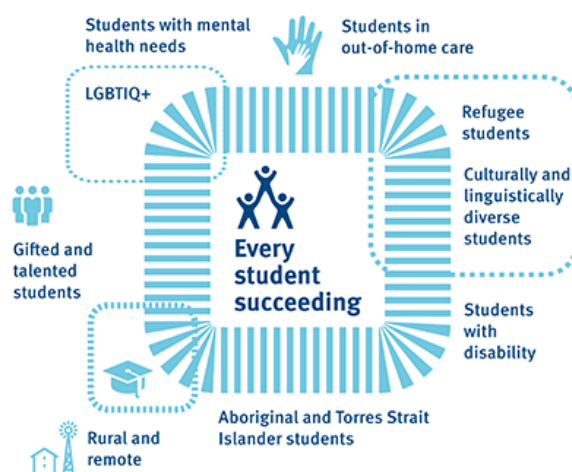 Students with mental
health needs
Students in
out-of-home care
LGBTIQ+
Refugee
students
Culturally and
linguistically
diverse
students
Every
student
succeeding
Gifted and
talented
students
Students
with
disability
Aboriginal and Torres Strait
Islander students
Rural and
remote